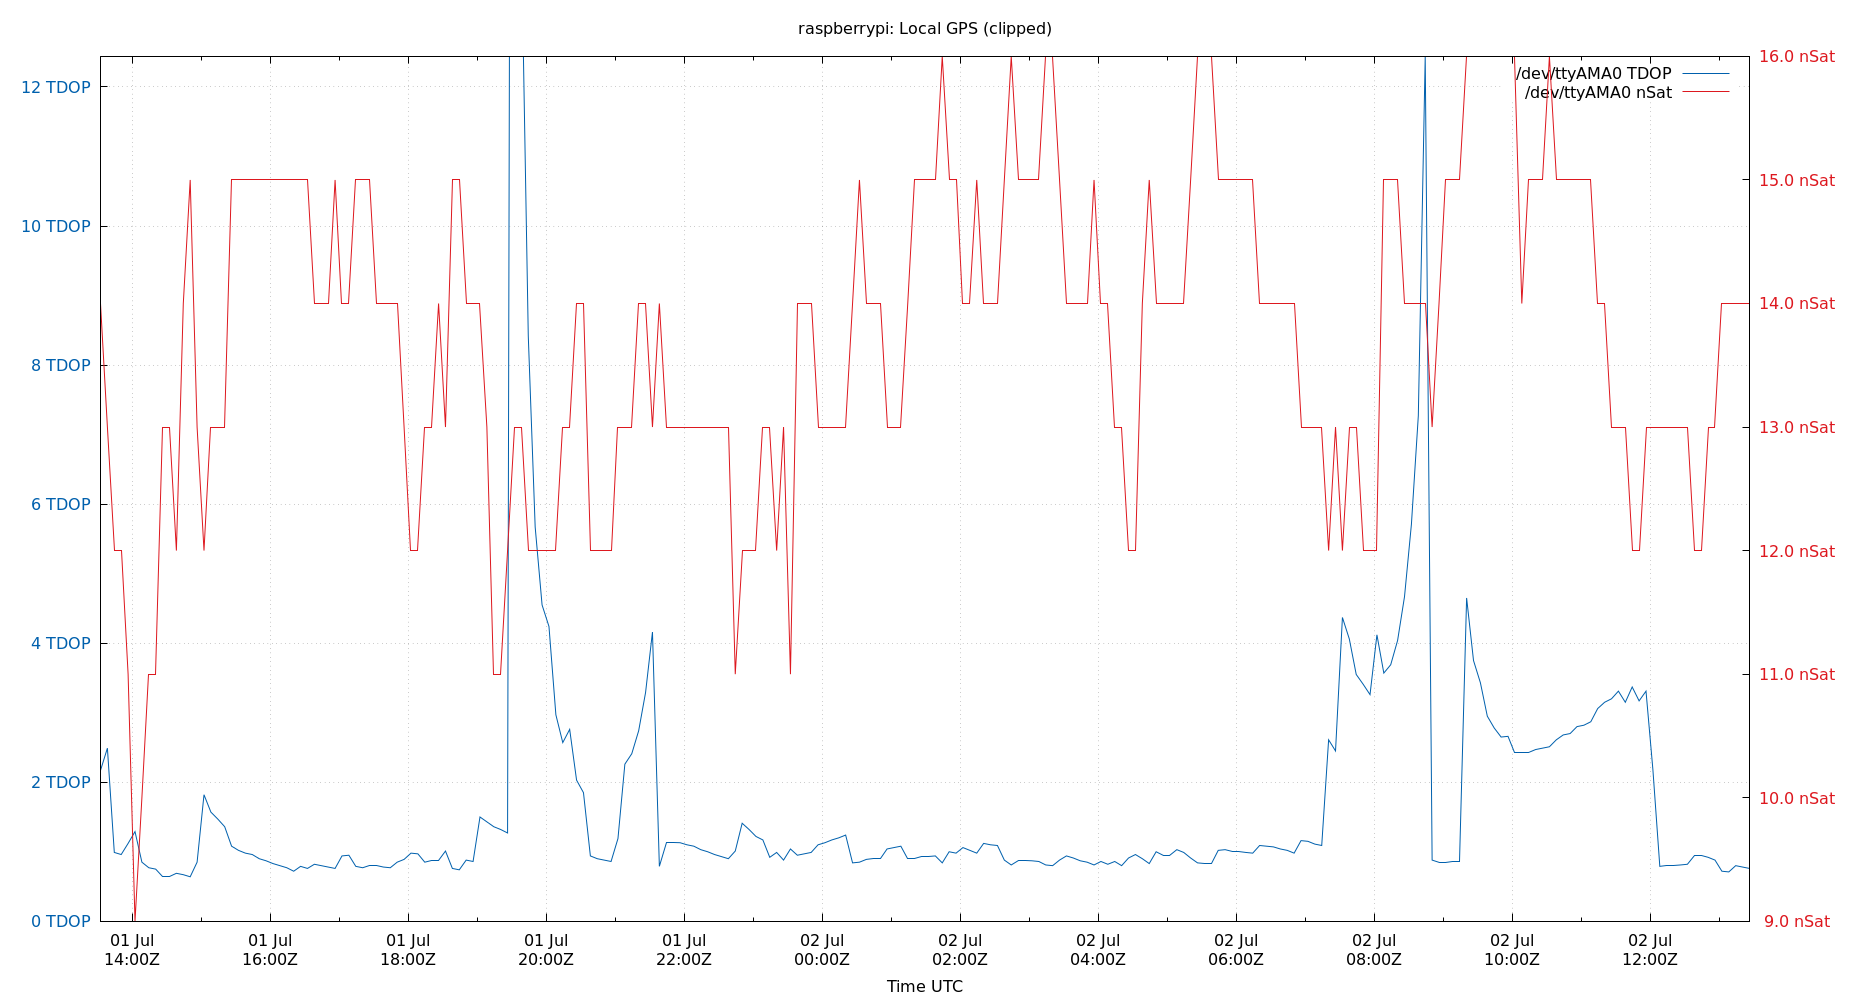 raspberrypi: Local GPS (clipped)
12 TDOP
10 TDOP
8 TDOP
6 TDOP
4 TDOP
2 TDOP
0 TDOP
16.0 nSat
15.0 nSat
14.0 nSat
13.0 nSat
12.0 nSat
11.0 nSat
10.0 nSat
9.0 nSat
/dev/ttyAMA0 TDOP
/dev/ttyAMA0 nSat
01 Jul
14:00Z
01 Jul
16:00Z
01 Jul
18:00Z
01 Jul
20:00Z
01 Jul
22:00Z
02 Jul
00:00Z
02 Jul
02:00Z
02 Jul
04:00Z
02 Jul
06:00Z
02 Jul
08:00Z
02 Jul
10:00Z
02 Jul
12:00Z
Time UTC